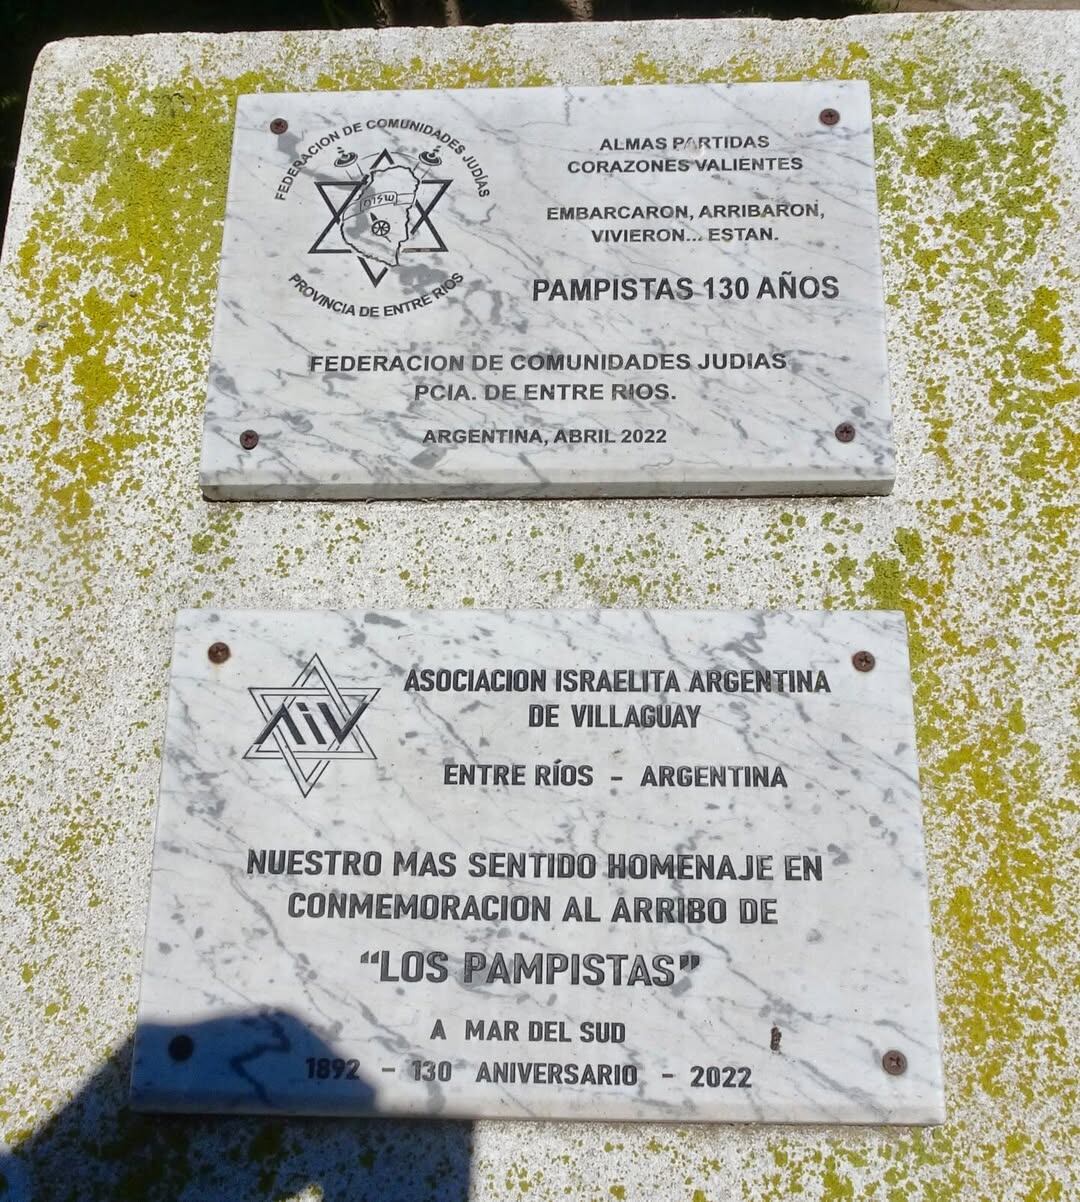 FEDERACION DE COMUNIDADES JUDÍAS
PROVINCIA DE ENTRE RIOS
ALMAS PARTIDAS
CORAZONES VALIENTES
EMBARCARON, ARRIBARON,
VIVIERON... ESTAN.
PAMPISTAS 130 AÑOS
FEDERACION DE COMUNIDADES JUDIAS
PCIA. DE ENTRE RIOS.
ARGENTINA, ABRIL 2022
AIV
ASOCIACION ISRAELITA ARGENTINA
DE VILLAGUAY
ENTRE RÍOS - ARGENTINA
NUESTRO MAS SENTIDO HOMENAJE EN
CONMEMORACION AL ARRIBO DE
“LOS PAMPISTAS”
A MAR DEL SUD
1892 - 130 ANIVERSARIO - 2022